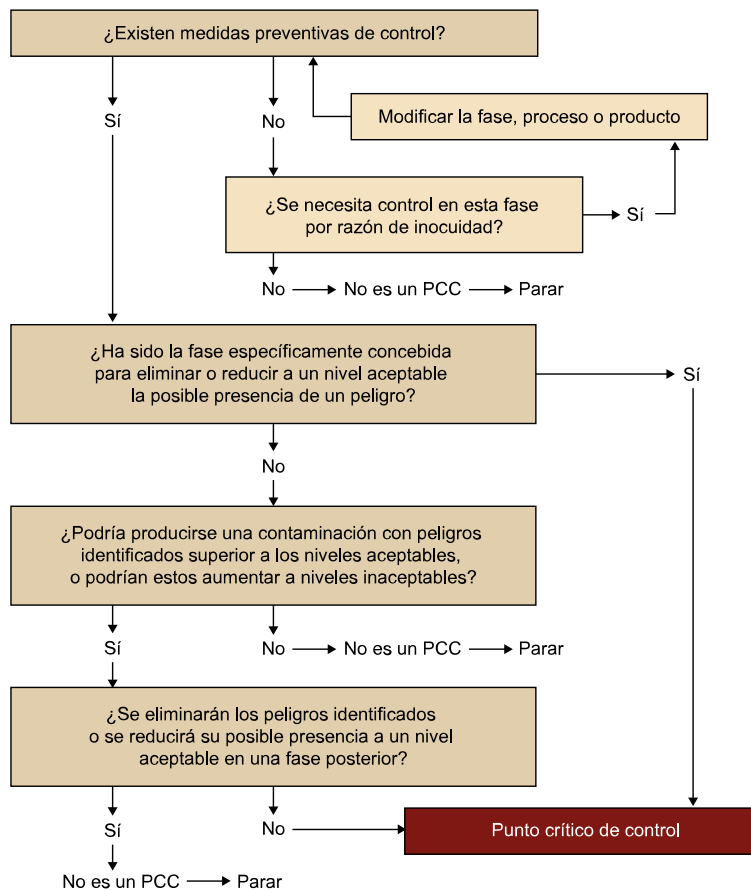 ¿Existen medidas preventivas de control?
Sí
No
Modificar la fase, proceso o producto
¿Se necesita control en esta fase
por razón de inocuidad?
Sí
No
No es un PCC
Parar
¿Ha sido la fase específicamente concebida
para eliminar o reducir a un nivel aceptable
la posible presencia de un peligro?
Sí
No
¿Podría producirse una contaminación con peligros
identificados superior a los niveles aceptables,
o podrían estos aumentar a niveles inaceptables?
Sí
No
No es un PCC
Parar
¿Se eliminarán los peligros identificados
o se reducirá su posible presencia a un nivel
aceptable en una fase posterior?
Sí
No
Punto crítico de control
No es un PCC
Parar